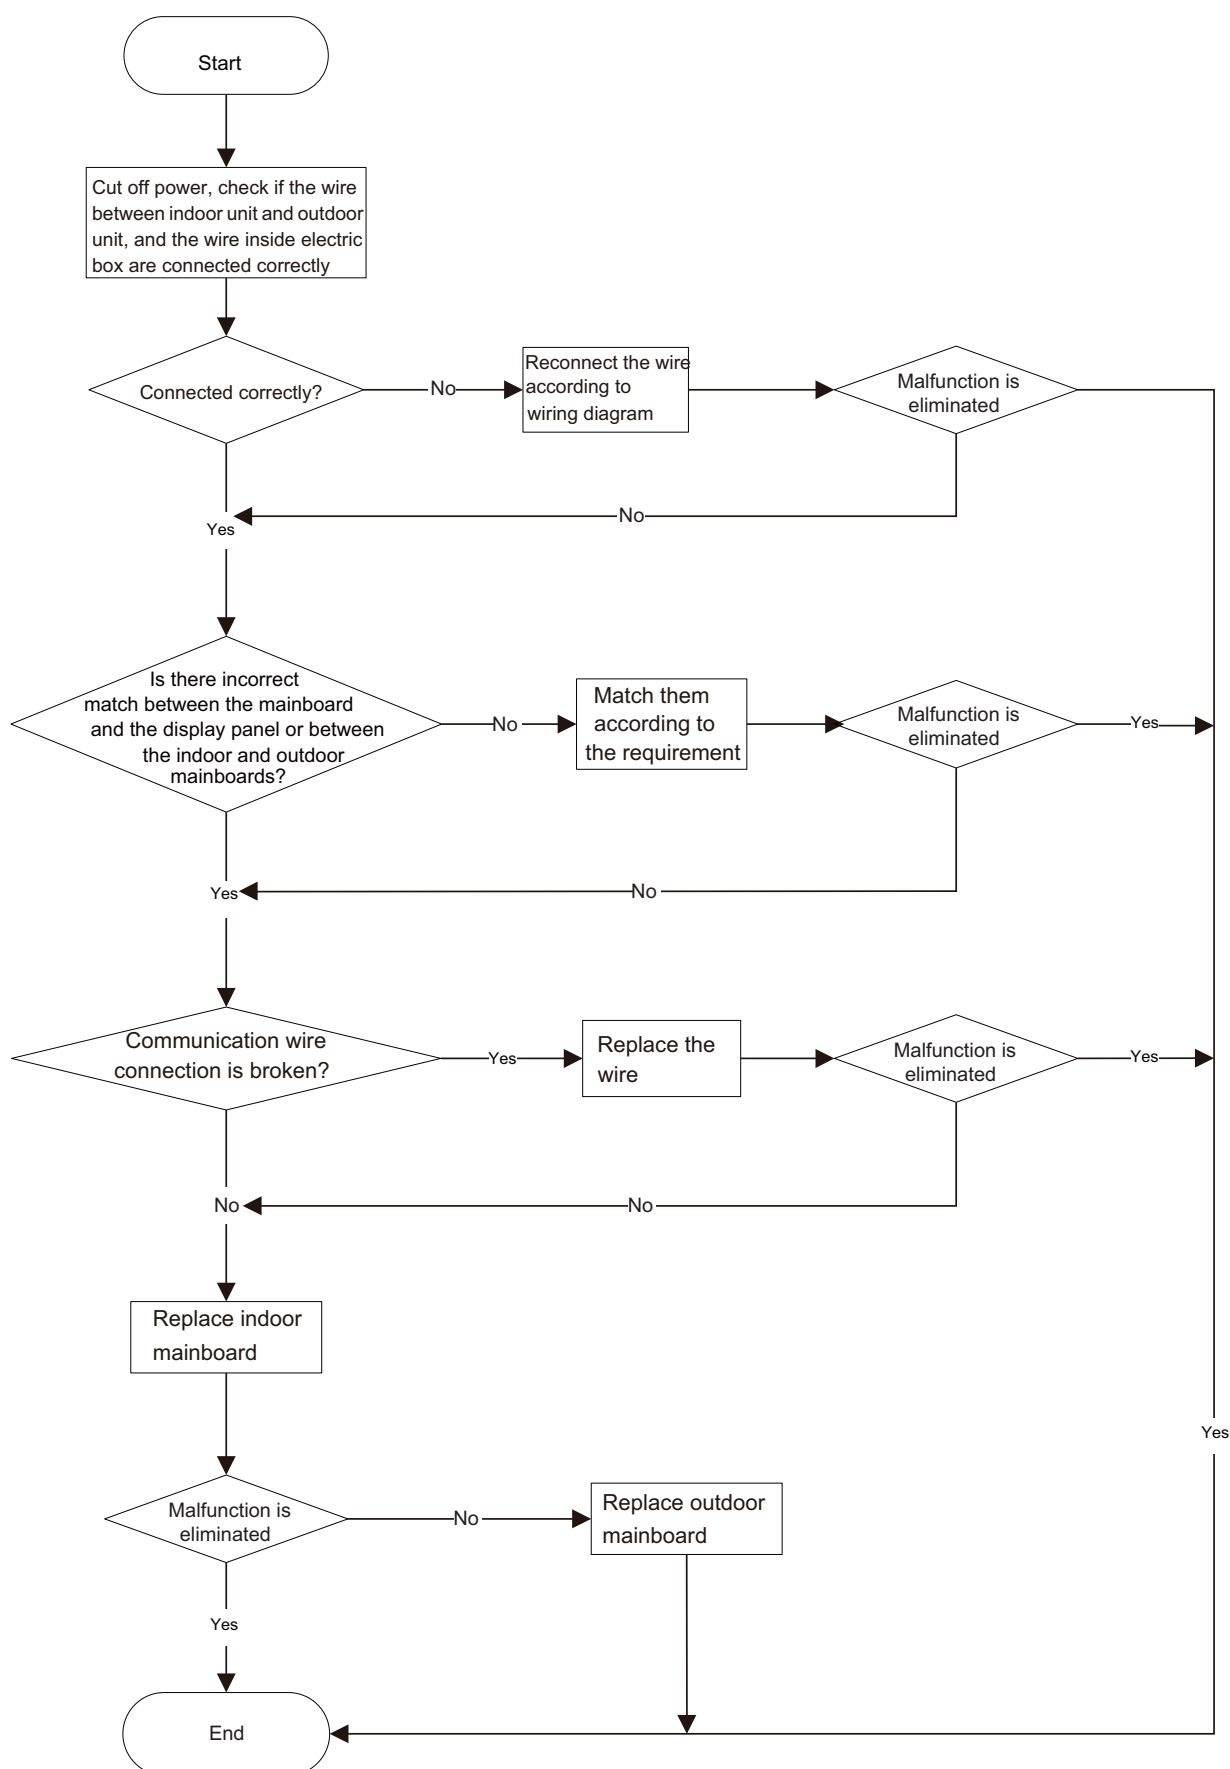 Start
Cut off power, check if the wire
between indoor unit and outdoor
unit, and the wire inside electric
box are connected correctly
Connected correctly?
No
Reconnect the wire
according to
wiring diagram
Malfunction is
eliminated
Yes
No
Is there incorrect
match between the mainboard
and the display panel or between
the indoor and outdoor
mainboards?
No
Match them
according to
the requirement
Malfunction is
eliminated
Yes
Yes
No
Communication wire
connection is broken?
Yes
Replace the
wire
Malfunction is
eliminated
Yes
No
No
Replace indoor
mainboard
Yes
Malfunction is
eliminated
No
Replace outdoor
mainboard
Yes
End